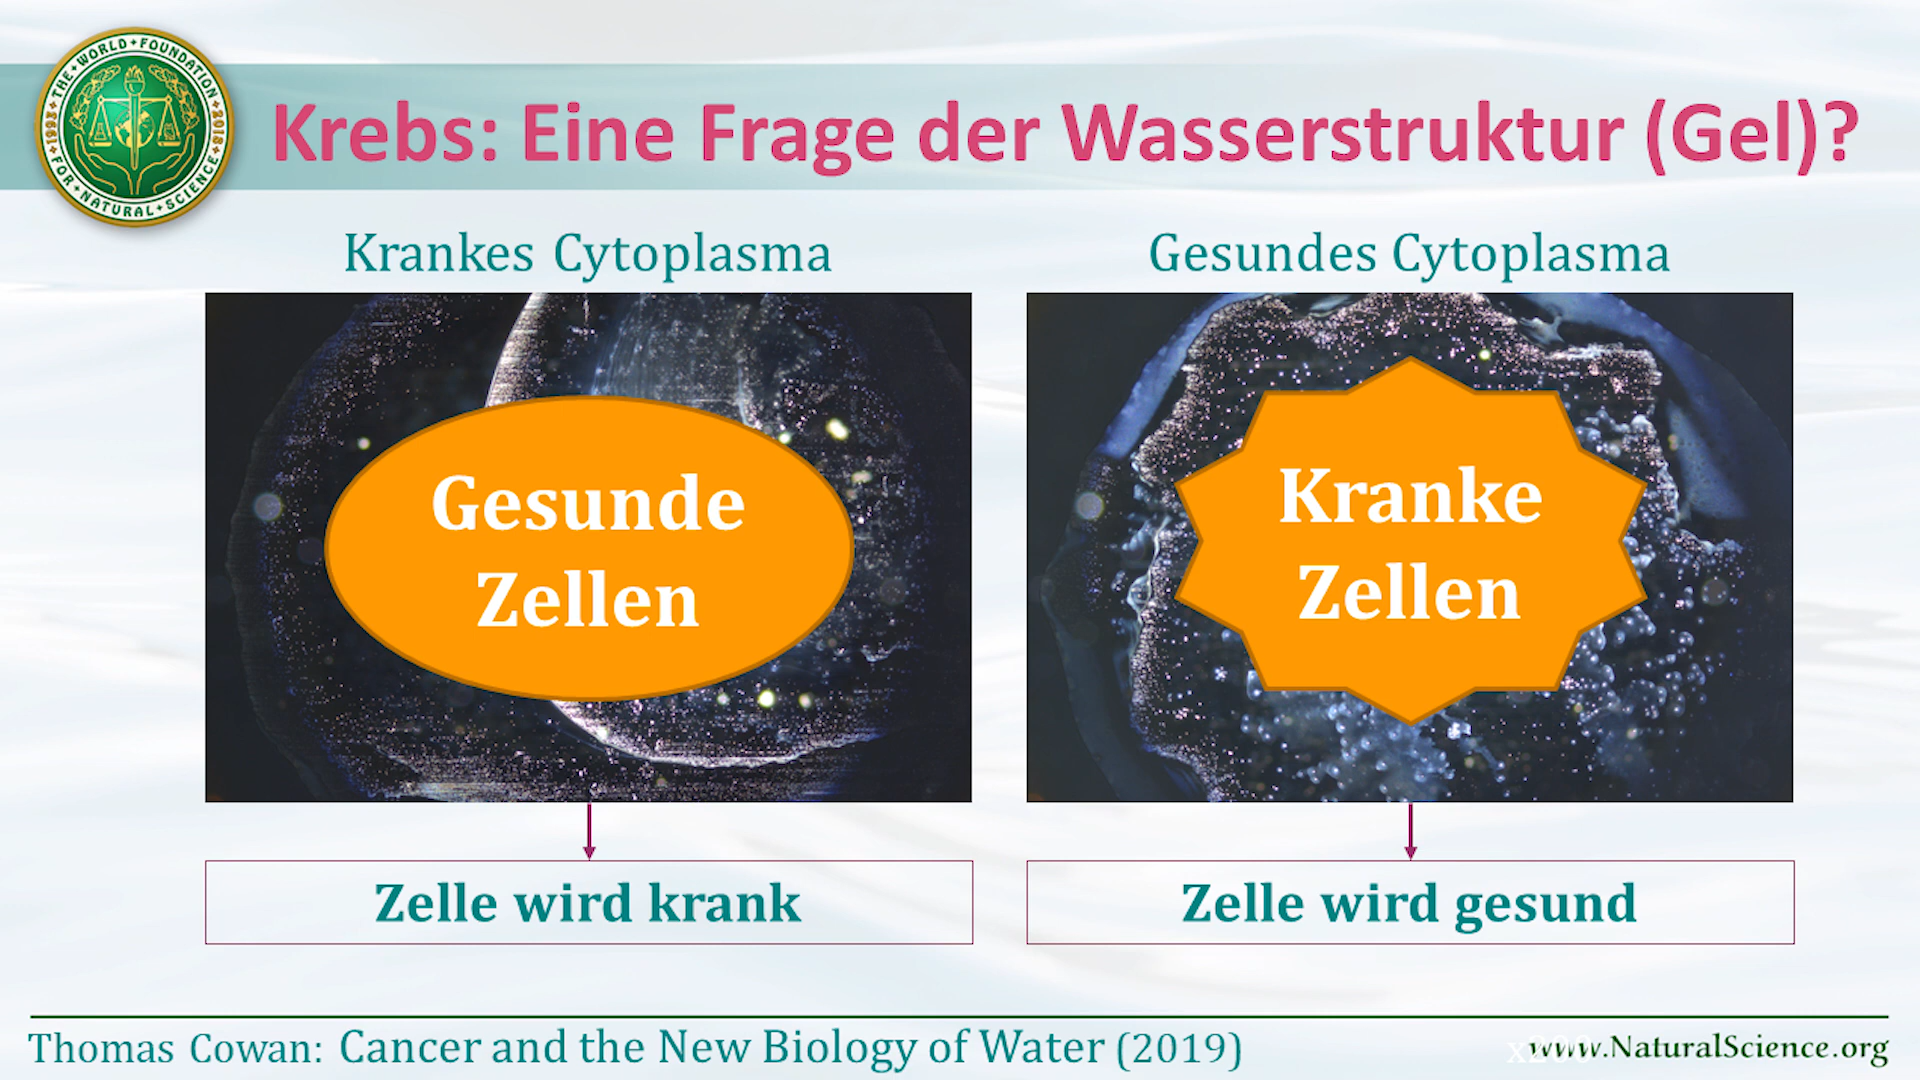 THE WORLD FOUNDATION FOR NATURAL SCIENCE
Krebs: Eine Frage der Wasserstruktur (Gel)?
Krankes Cytoplasma
Gesundes Cytoplasma
Gesunde
Zellen
Kranke
Zellen
Zelle wird krank
Zelle wird gesund
Thomas Cowan: Cancer and the New Biology of Water (2019)
www.NaturalScience.org